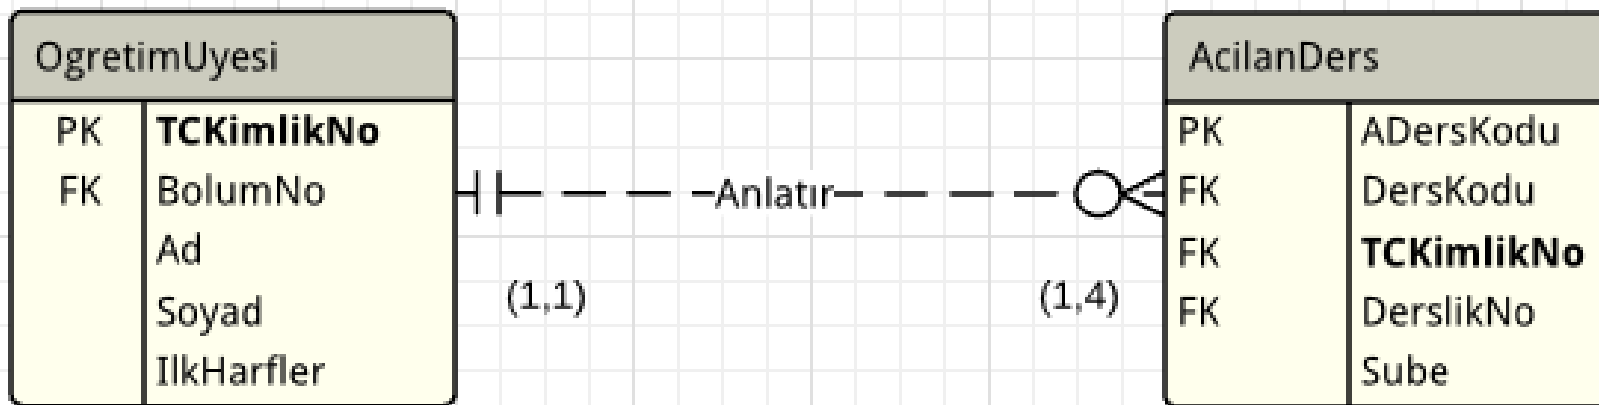 OgretimUyesi
PK TCKimlikNo
FK BolumNo
Ad
Soyad
IlkHarfler
Anlatır
(1,1)
(1,4)
AcilanDers
PK ADersKodu
FK DersKodu
FK TCKimlikNo
FK DerslikNo
Sube